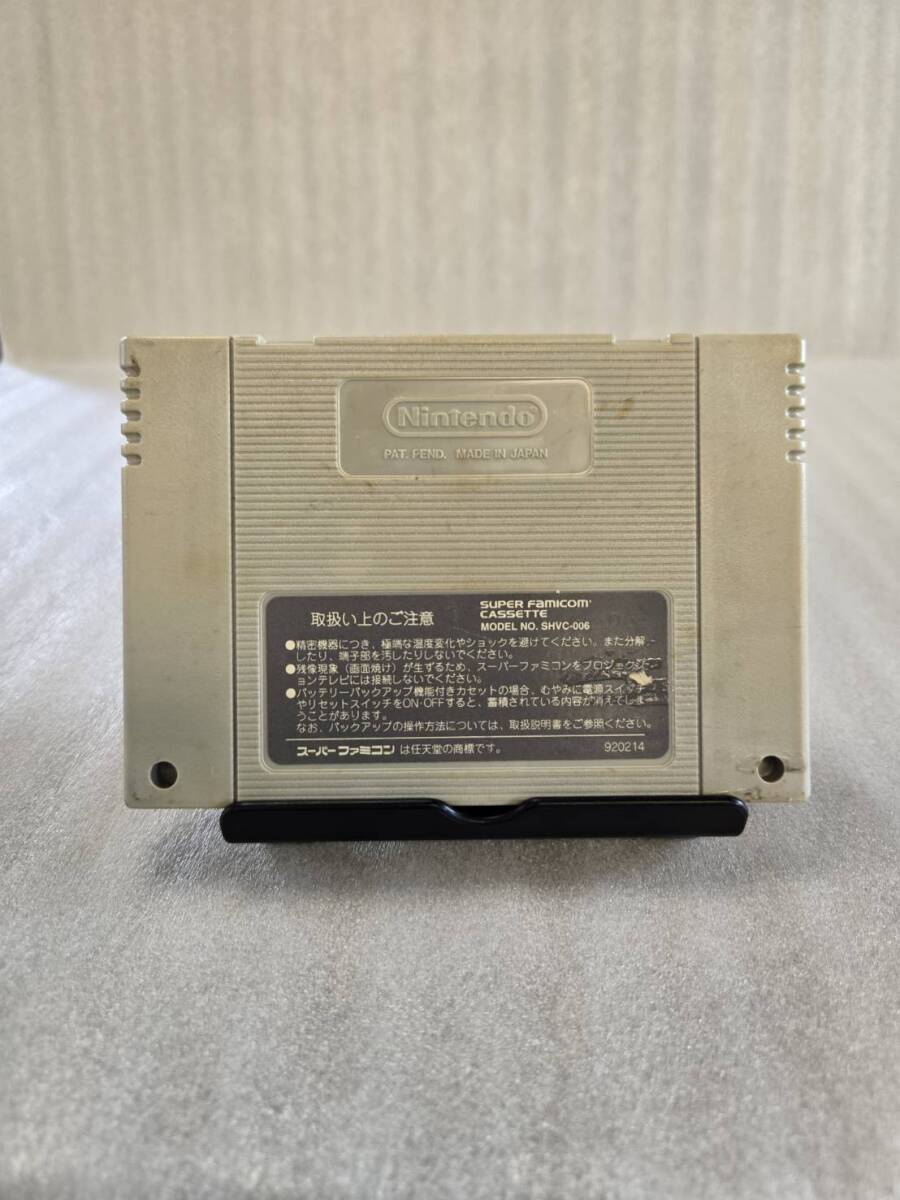 Nintendo
PAT. PEND. MADE IN JAPAN
取扱い上のご注意
SUPER FAMICOM
CASSETTE
MODEL NO. SHVC-006
●精密機器につき、極端な温度変化やショックを避けてください。また分解
したり、端子部を汚したりしないでください。
●残像現象（画面焼け）が生ずるため、スーパーファミコンをプロジェクシ
ョンテレビには接続しないでください。
●バッテリーバックアップ機能付きカセットの場合、むやみに電源スイッチ
やリセットスイッチをON・OFFすると、蓄積されている内容が消えてしま
うことがあります。
なお、バックアップの操作方法については、取扱説明書をご参照ください。
スーパーファミコンは任天堂の商標です。
920214